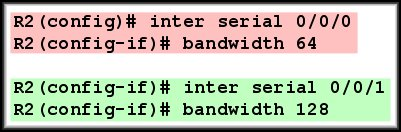 R2(config)# inter serial 0/0/0
R2(config-if)# bandwidth 64
R2(config-if)# inter serial 0/0/1
R2(config-if)# bandwidth 128